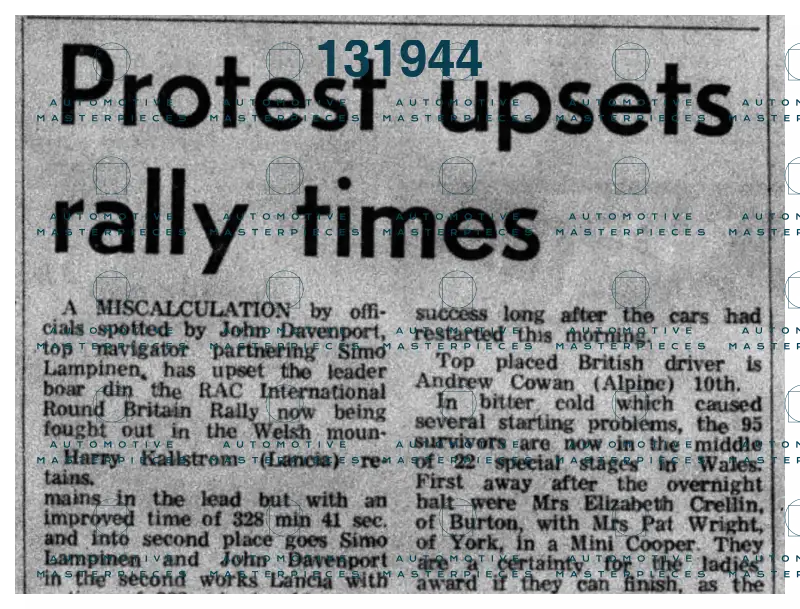 131944
Protest upsets
rally times
A MISCALCULATION by offi-
cials spotted by John Davenport,
top navigator partnering Simo
Lampinen, has upset the leader
boar din the RAC International
Round Britain Rally now being
fought out in the Welsh moun-
Harry Kallstrom (Lancia) re-
tains.
mains in the lead but with an
improved time of 328 min 41 sec.
and into second place goes Simo
Lampinen and John Davenport
in the second works Lancia with
success long after the cars had
restarted this morning.
Top placed British driver is
Andrew Cowan (Alpine) 10th.
In bitter cold which caused
several starting problems, the 95
survivors are now in the middle
of 22 special stages in Wales.
First away after the overnight
halt were Mrs Elizabeth Crellin,
of Burton, with Mrs Pat Wright,
of York, in a Mini Cooper. They
are a certainty for the ladies'
award if they can finish, as the
AUTOMOTIVE
MASTERPIECES